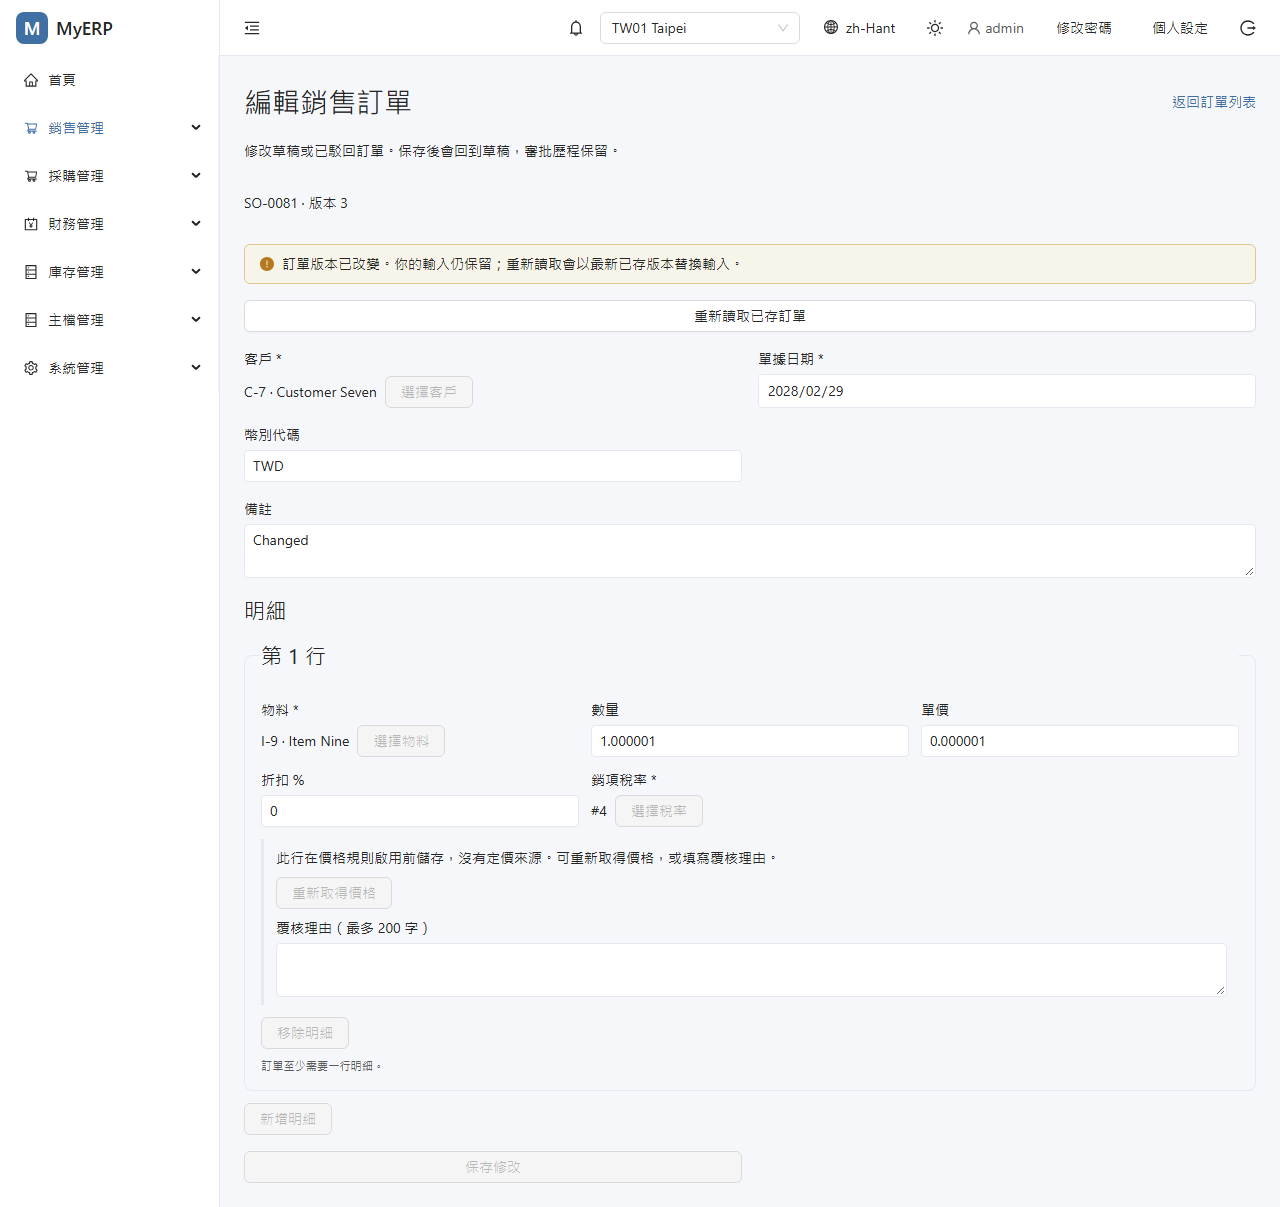 M MyERP
TW01 Taipei
zh-Hant
admin
修改密碼
個人設定
首頁
銷售管理
採購管理
財務管理
庫存管理
主檔管理
系統管理
編輯銷售訂單
返回訂單列表
修改草稿或已駁回訂單。保存後會回到草稿，審批歷程保留。
SO-0081 · 版本 3
訂單版本已改變。你的輸入仍保留；重新讀取會以最新已存版本替換輸入。
重新讀取已存訂單
客戶 *
C-7 · Customer Seven
選擇客戶
單據日期 *
2028/02/29
幣別代碼
TWD
備註
Changed
明細
第 1 行
物料 *
I-9 · Item Nine
選擇物料
數量
1.000001
單價
0.000001
折扣 %
0
銷項稅率 *
#4
選擇稅率
此行在價格規則啟用前儲存，沒有定價來源。可重新取得價格，或填寫覆核理由。
重新取得價格
覆核理由（最多 200 字）
移除明細
訂單至少需要一行明細。
新增明細
保存修改